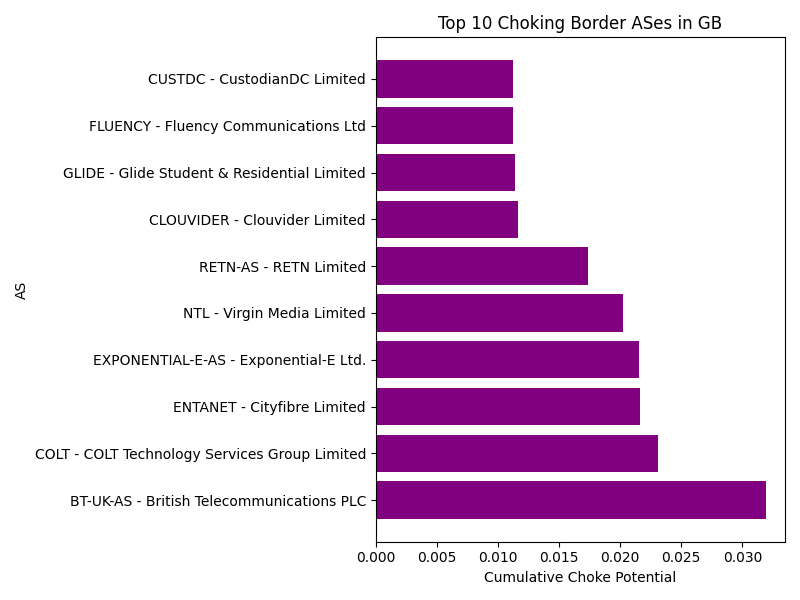 Top 10 Choking Border ASes in GB
CUSTDC - CustodianDC Limited
FLUENCY - Fluency Communications Ltd
GLIDE - Glide Student & Residential Limited
CLOUVIDER - Clouvider Limited
RETN-AS - RETN Limited
NTL - Virgin Media Limited
EXPONENTIAL-E-AS - Exponential-E Ltd.
ENTANET - Cityfibre Limited
COLT - COLT Technology Services Group Limited
BT-UK-AS - British Telecommunications PLC
AS
0.000 0.005 0.010 0.015 0.020 0.025 0.030
Cumulative Choke Potential